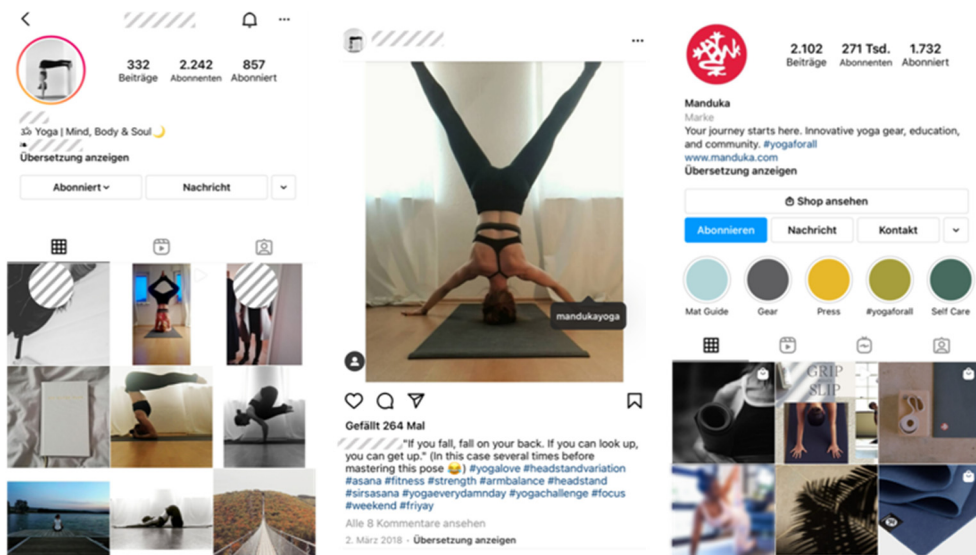 332
Beiträge
2.242
Abonnenten
857
Abonniert
🕉 Yoga | Mind, Body & Soul🌙
Übersetzung anzeigen
Abonniert
Nachricht
mandukayoga
Gefällt 264 Mal
"If you fall, fall on your back. If you can look up,
you can get up." (In this case several times before
mastering this pose 😂) #yogalove #headstandvariation
#asana #fitness #strength #armbalance #headstand
#sirsasana #yogaeverydamnday #yogachallenge #focus
#weekend #friyay
Alle 8 Kommentare ansehen
2. März 2018 - Übersetzung anzeigen
2.102
Beiträge
271 Tsd.
Abonnenten
1.732
Abonniert
Manduka
Marke
Your journey starts here. Innovative yoga gear, education,
and community. #yogaforall
www.manduka.com
Übersetzung anzeigen
Shop ansehen
Abonnieren
Nachricht
Kontakt
Mat Guide
Gear
Press
#yogaforall
Self Care
GRIP
SLIP